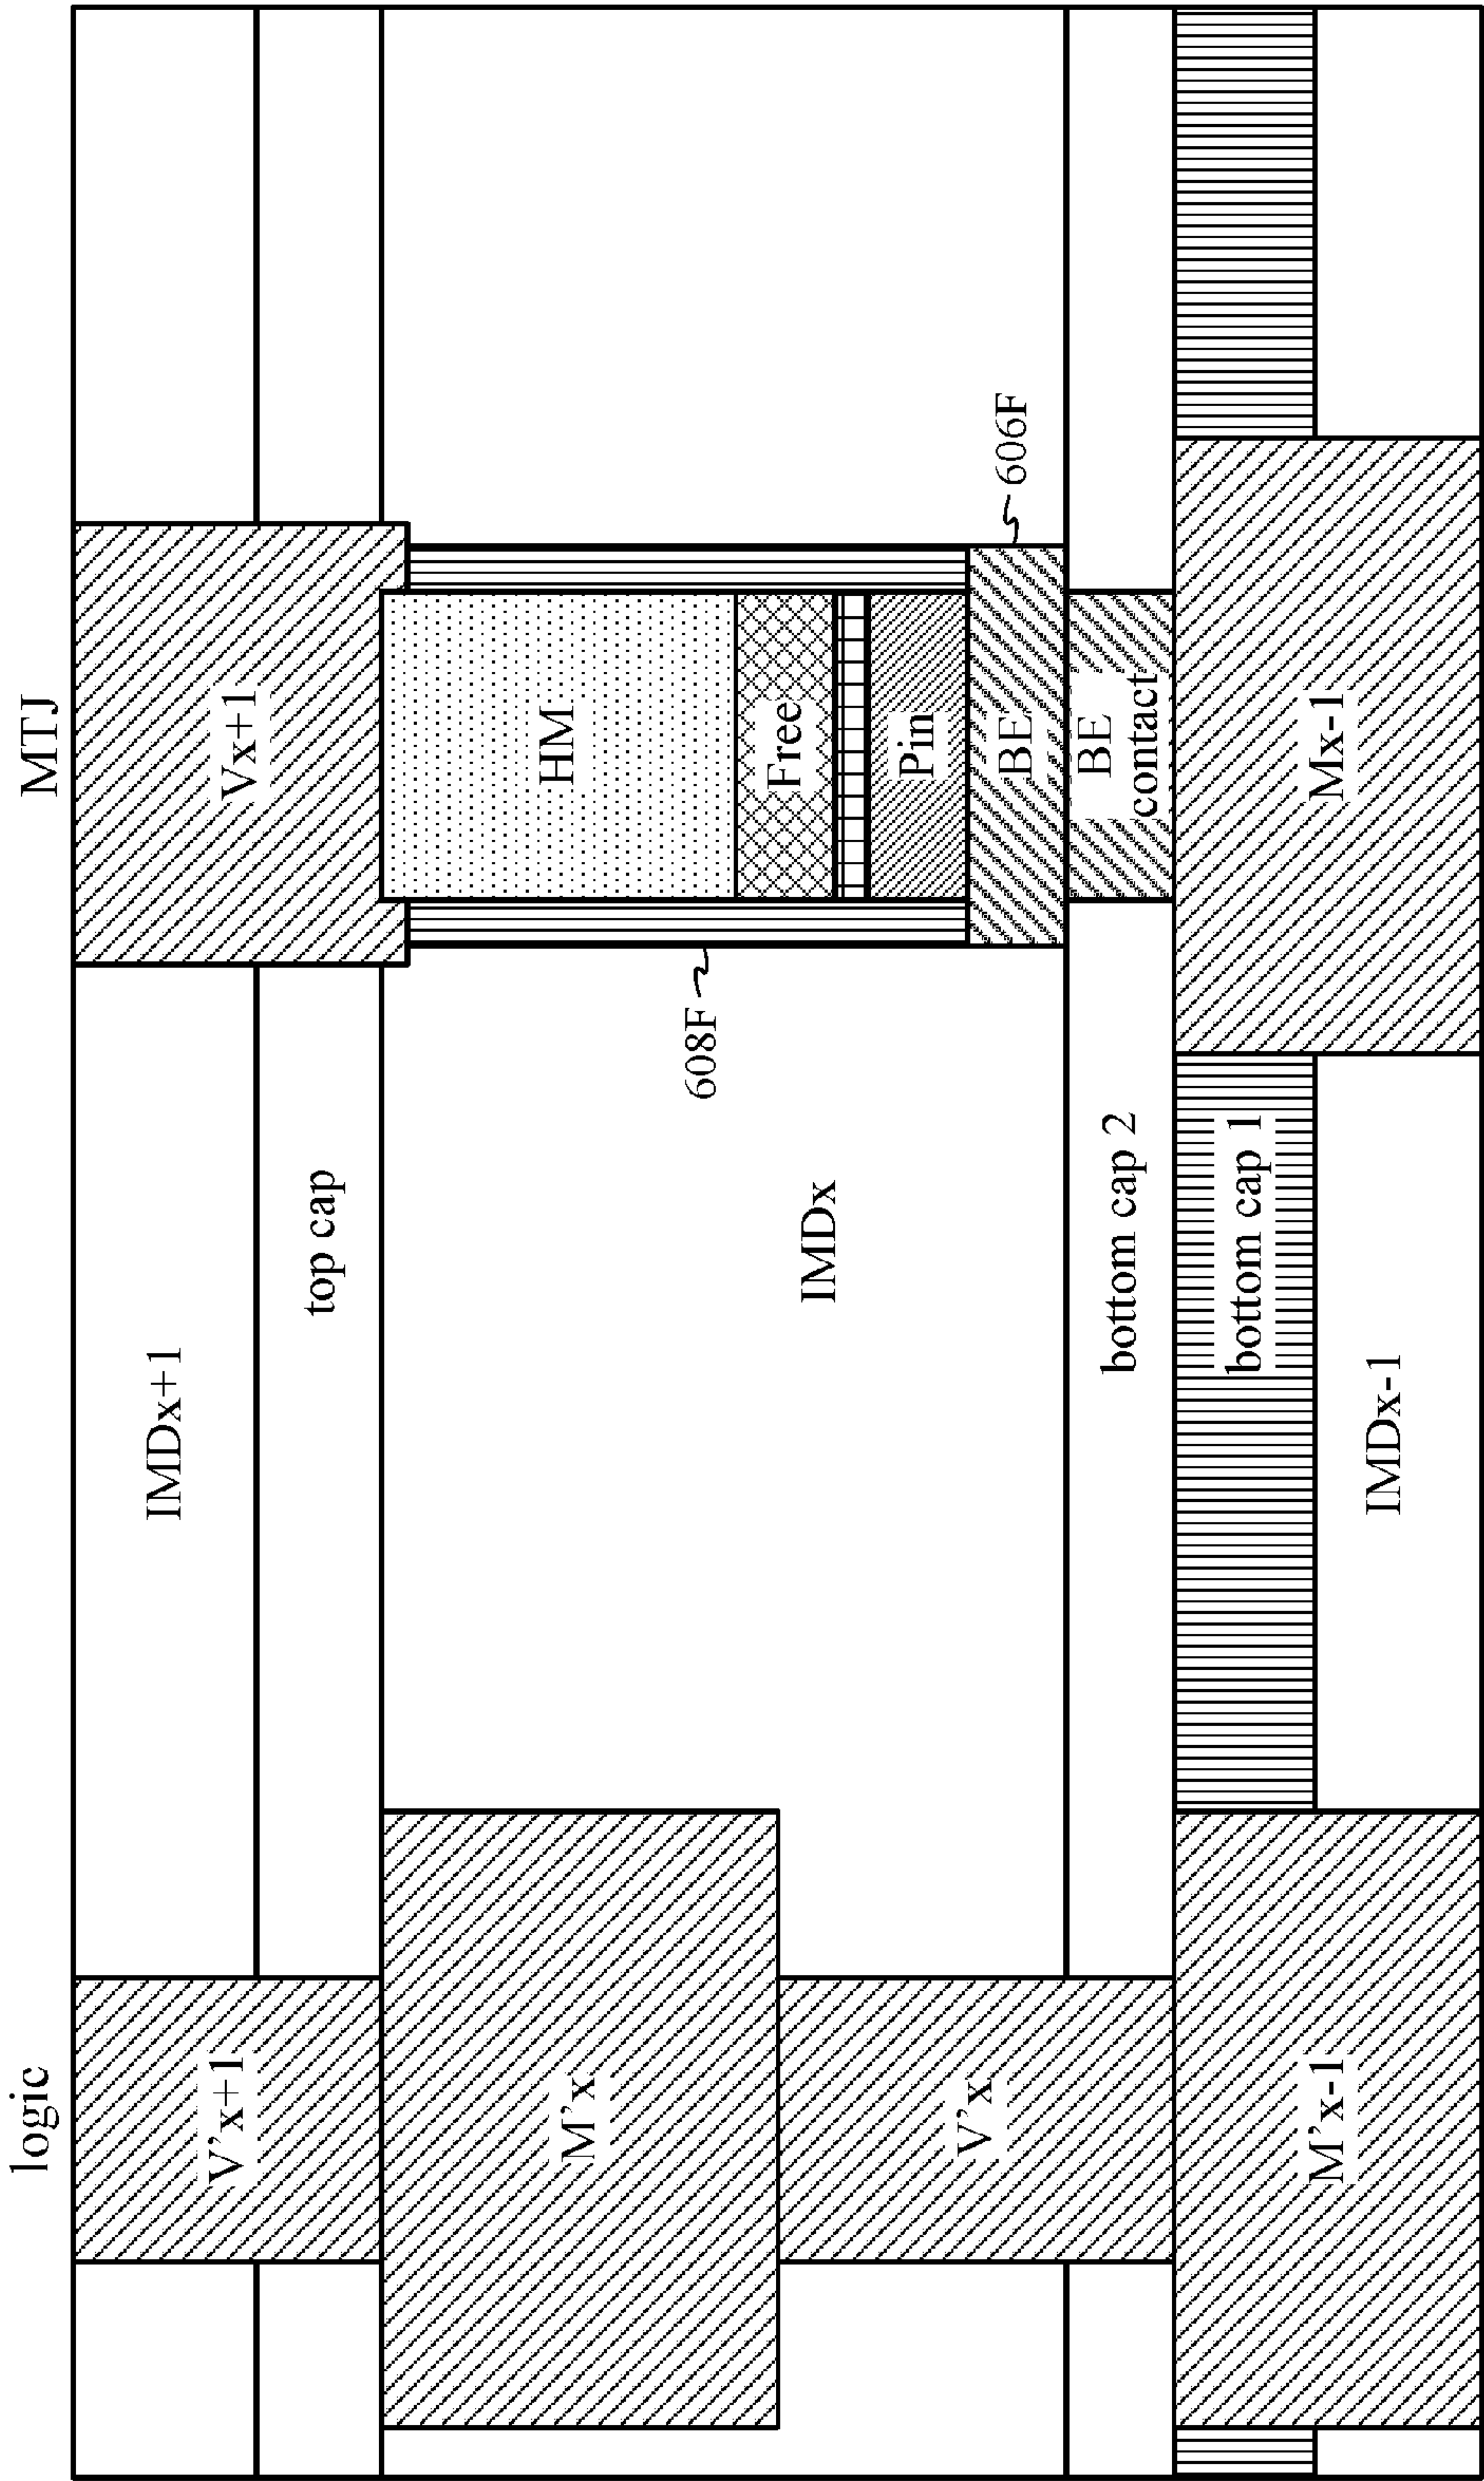 logic
MTJ
V'x+1
IMDx+1
Vx+1
top cap
M'x
HM
608F
Free
IMDx
Pin
V'x
BE
606F
bottom cap 2
BE
contact
bottom cap 1
M'x-1
IMDx-1
Mx-1